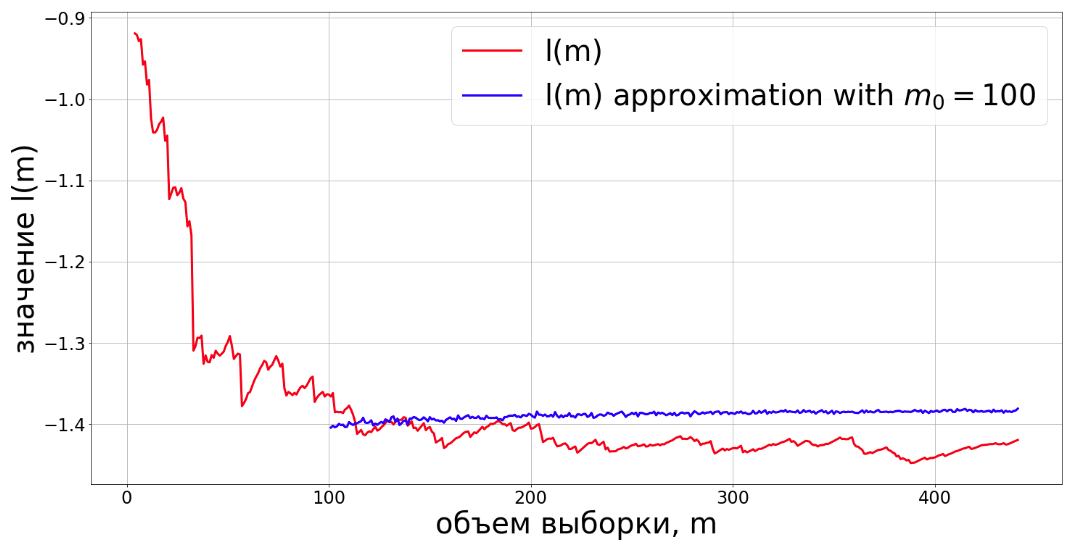 l(m)
l(m) approximation with m₀ = 100
значение l(m)
−0.9
−1.0
−1.1
−1.2
−1.3
−1.4
0 100 200 300 400
объем выборки, m